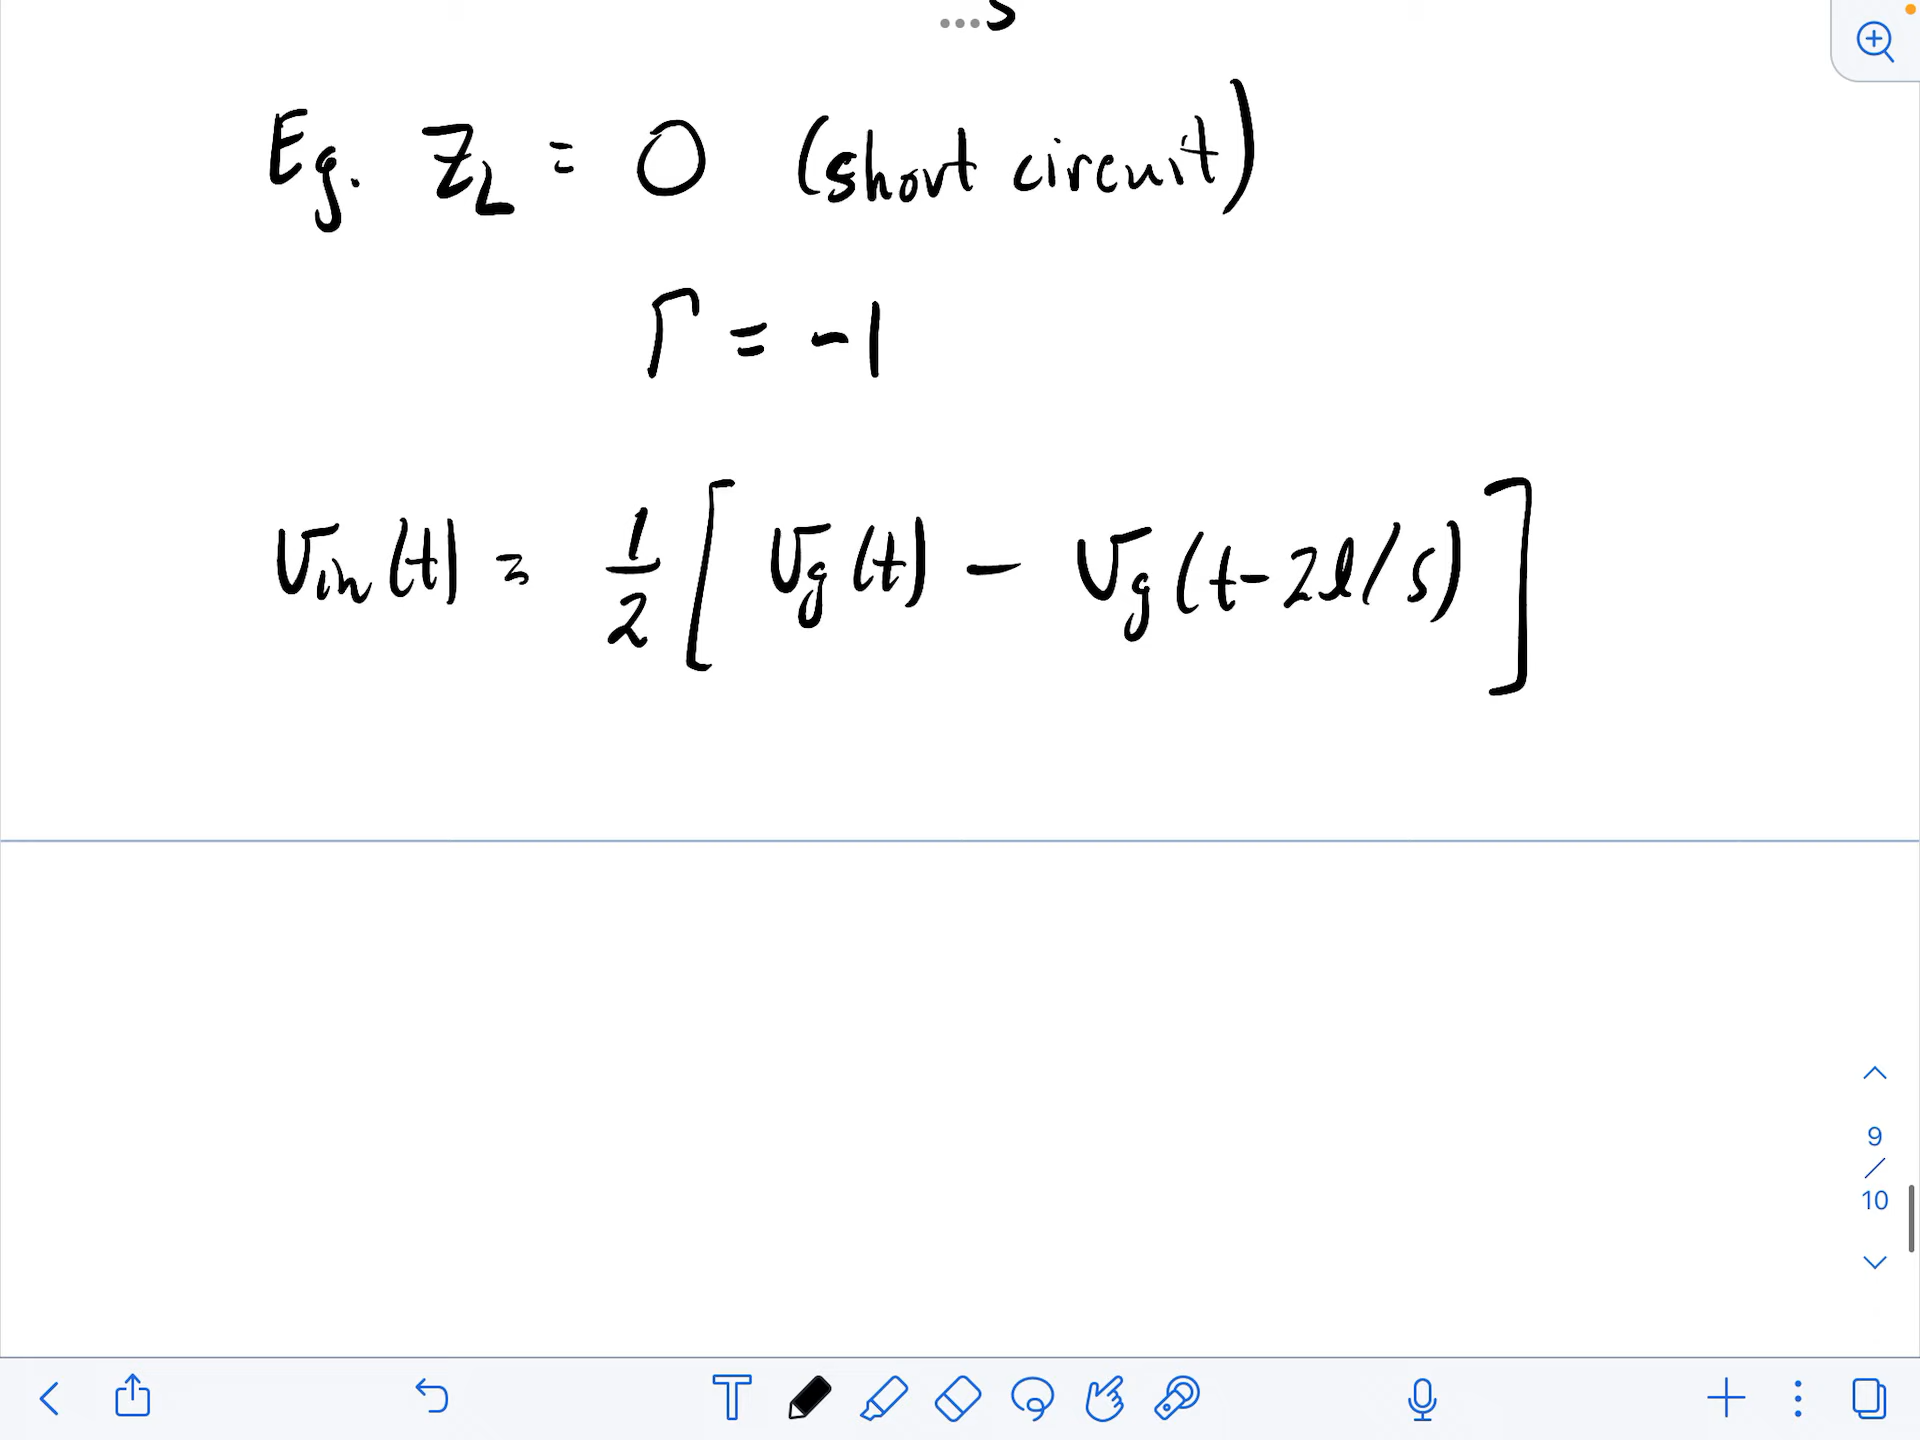 ...s
Eg. Z_L = 0 (short circuit)
Γ = -1
V_in(t) = 1/2 [ V_g(t) - V_g(t-2l/s) ]
9
/
10
T